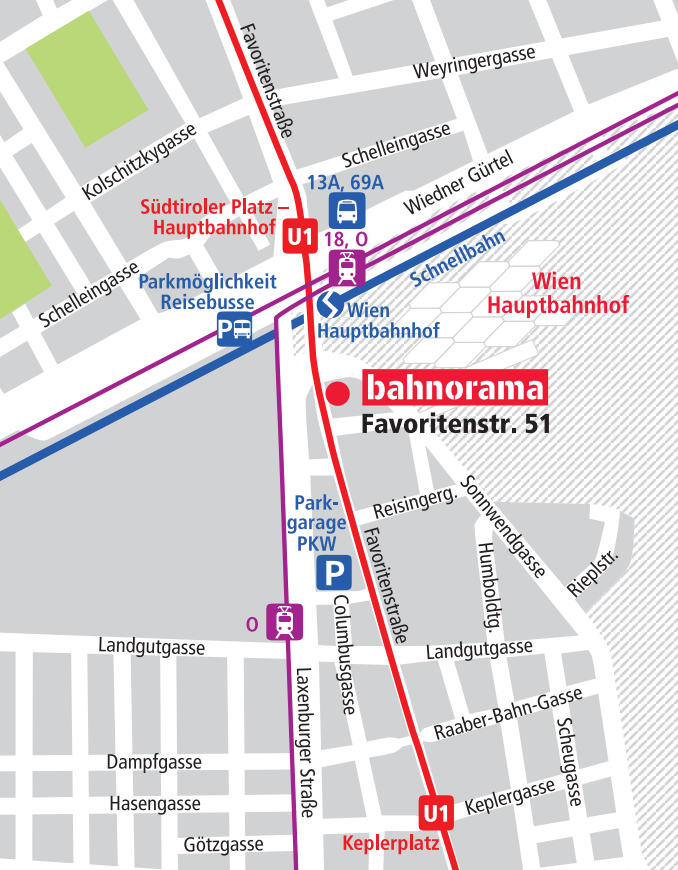 Favoritenstraße
Weyringergasse
Kolschitzkygasse
Schelleingasse
13A, 69A
Wiedner Gürtel
Südtiroler Platz –
Hauptbahnhof
U1
18, O
Schnellbahn
Schelleingasse
Parkmöglichkeit
Reisebusse
P
Wien
Hauptbahnhof
Wien
Hauptbahnhof
bahnorama
Favoritenstr. 51
Park-
garage
PKW
P
Reisingerg.
Sonnwendgasse
Favoritenstraße
Humboldtg.
Rieplstr.
Columbusgasse
O
Landgutgasse
Landgutgasse
Laxenburger Straße
Raaber-Bahn-Gasse
Scheugasse
Dampfgasse
Hasengasse
Keplergasse
U1
Götzgasse
Keplerplatz